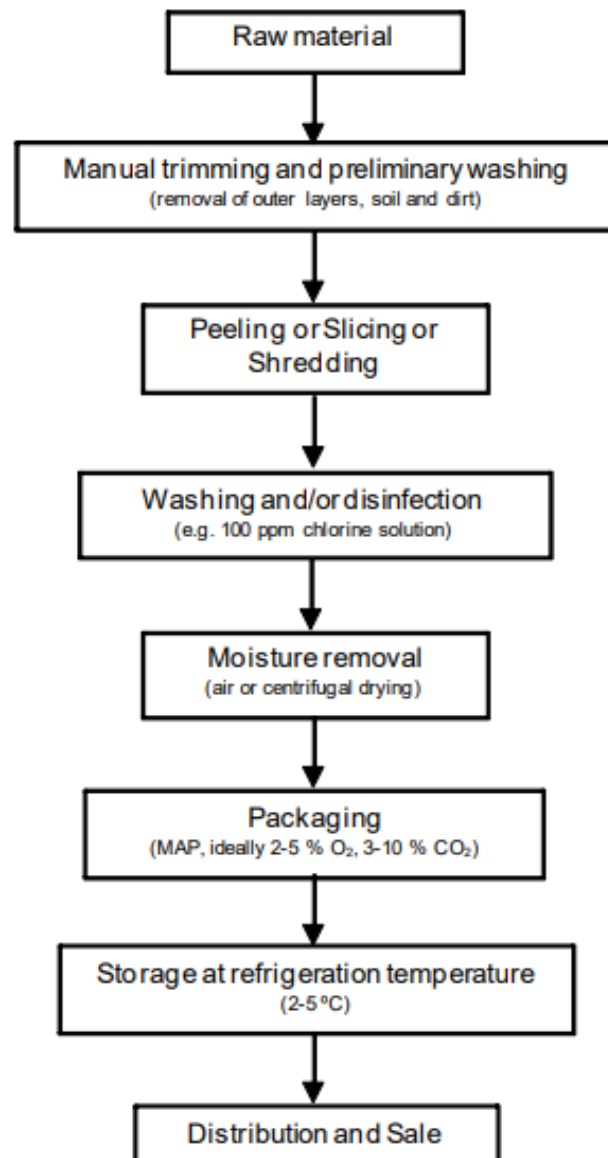 Raw material
Manual trimming and preliminary washing
(removal of outer layers, soil and dirt)
Peeling or Slicing or
Shredding
Washing and/or disinfection
(e.g. 100 ppm chlorine solution)
Moisture removal
(air or centrifugal drying)
Packaging
(MAP, ideally 2-5 % O₂, 3-10 % CO₂)
Storage at refrigeration temperature
(2-5 ºC)
Distribution and Sale